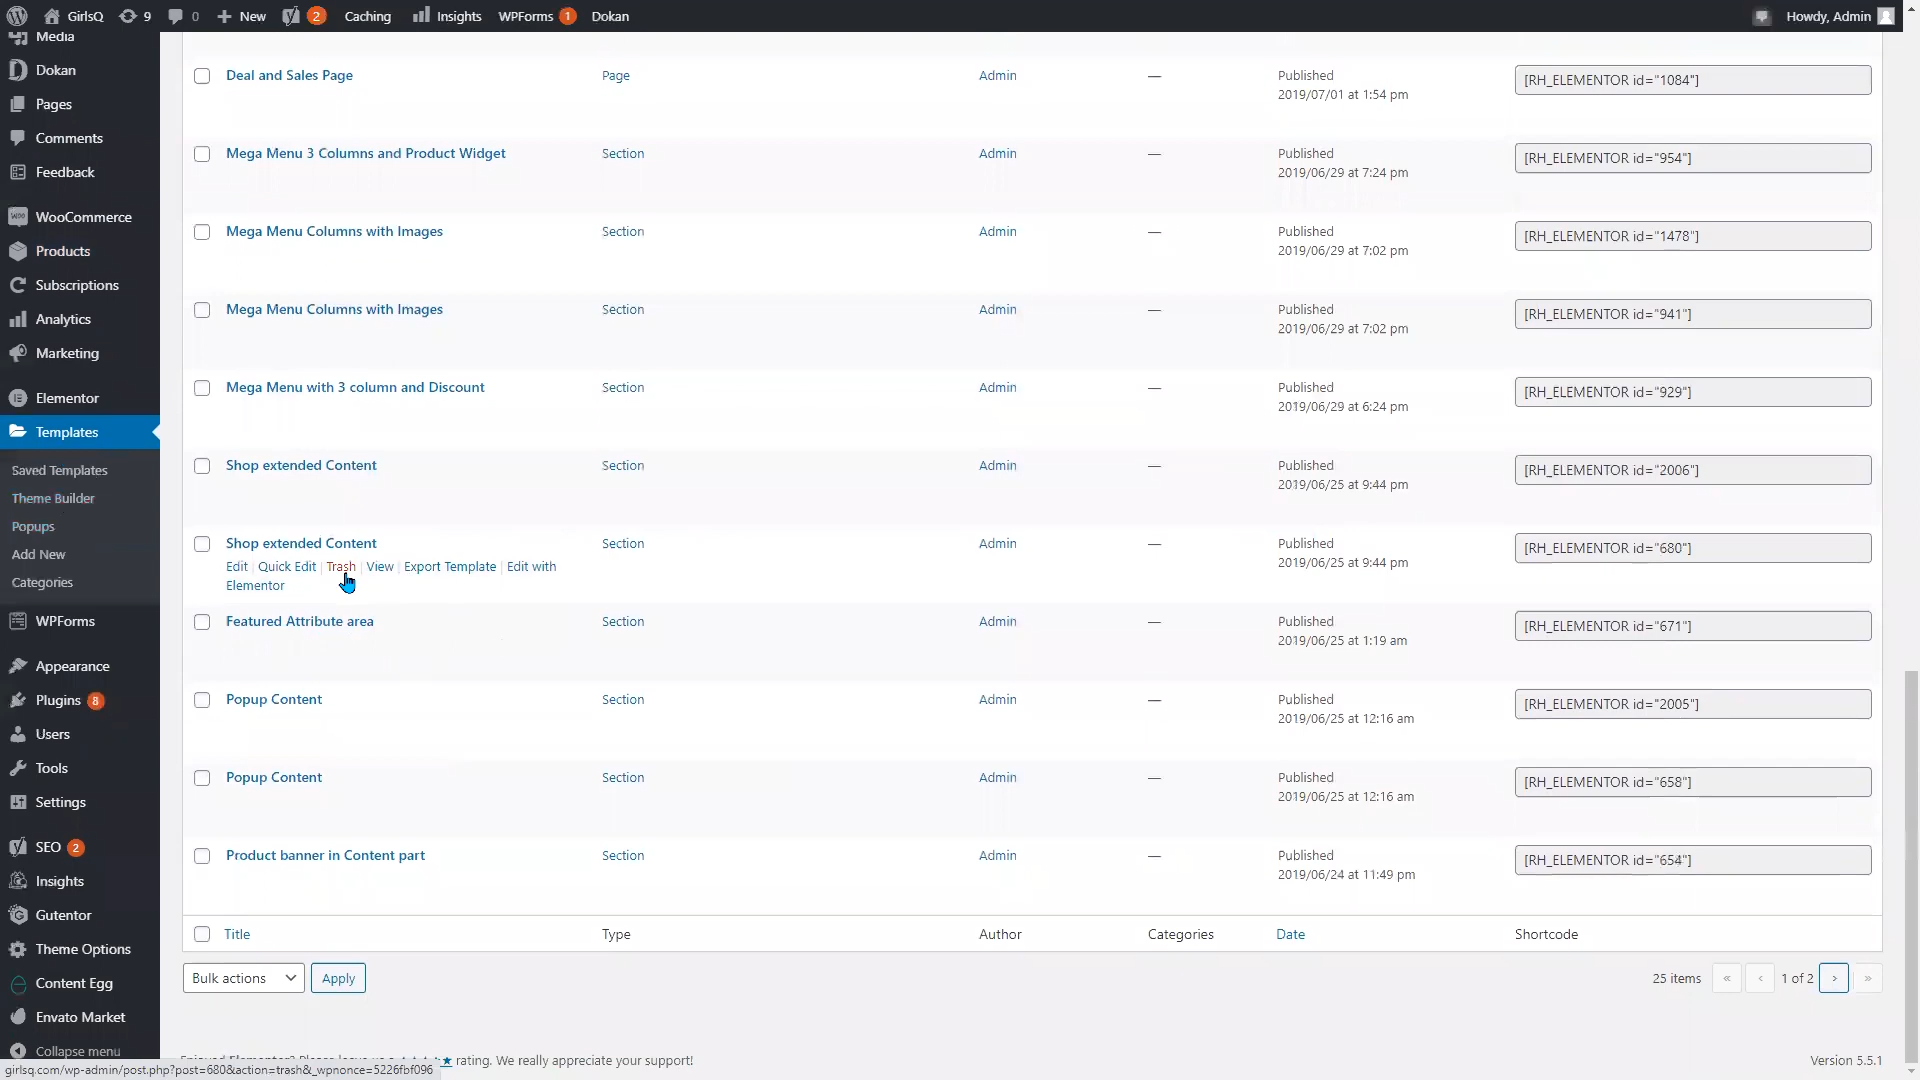 GirlsQ 9 0 New 2 Caching Insights WPForms 1 Dokan Howdy, Admin
Media
Dokan
Pages
Comments
Feedback
WooCommerce
Products
Subscriptions
Analytics
Marketing
Elementor
Templates
Saved Templates
Theme Builder
Popups
Add New
Categories
WPForms
Appearance
Plugins 8
Users
Tools
Settings
SEO 2
Insights
Gutentor
Theme Options
Content Egg
Envato Market
Collapse menu
Deal and Sales Page Page Admin — Published [RH_ELEMENTOR id="1084"]
2019/07/01 at 1:54 pm
Mega Menu 3 Columns and Product Widget Section Admin — Published [RH_ELEMENTOR id="954"]
2019/06/29 at 7:24 pm
Mega Menu Columns with Images Section Admin — Published [RH_ELEMENTOR id="1478"]
2019/06/29 at 7:02 pm
Mega Menu Columns with Images Section Admin — Published [RH_ELEMENTOR id="941"]
2019/06/29 at 7:02 pm
Mega Menu with 3 column and Discount Section Admin — Published [RH_ELEMENTOR id="929"]
2019/06/29 at 6:24 pm
Shop extended Content Section Admin — Published [RH_ELEMENTOR id="2006"]
2019/06/25 at 9:44 pm
Shop extended Content Section Admin — Published [RH_ELEMENTOR id="680"]
2019/06/25 at 9:44 pm
Edit | Quick Edit | Trash | View | Export Template | Edit with
Elementor
Featured Attribute area Section Admin — Published [RH_ELEMENTOR id="671"]
2019/06/25 at 1:19 am
Popup Content Section Admin — Published [RH_ELEMENTOR id="2005"]
2019/06/25 at 12:16 am
Popup Content Section Admin — Published [RH_ELEMENTOR id="658"]
2019/06/25 at 12:16 am
Product banner in Content part Section Admin — Published [RH_ELEMENTOR id="654"]
2019/06/24 at 11:49 pm
Title Type Author Categories Date Shortcode
Bulk actions Apply 25 items « ‹ 1 of 2 › »
rating. We really appreciate your support! Version 5.5.1
girlsq.com/wp-admin/post.php?post=680&action=trash&_wpnonce=5226fbf096